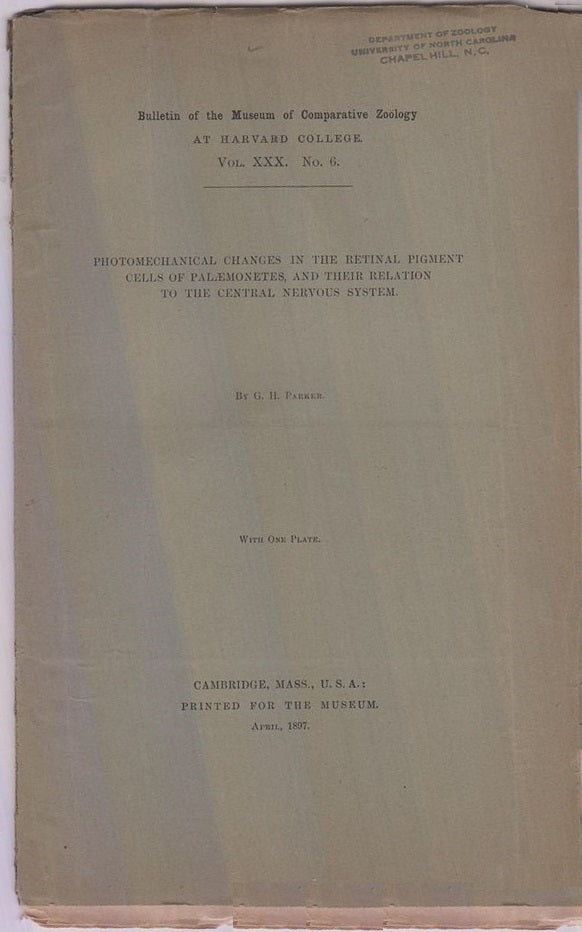 DEPARTMENT OF ZOOLOGY
UNIVERSITY OF NORTH CAROLINA
CHAPEL HILL, N. C.
Bulletin of the Museum of Comparative Zoölogy
AT HARVARD COLLEGE.
VOL. XXX. No. 6.
PHOTOMECHANICAL CHANGES IN THE RETINAL PIGMENT
CELLS OF PALÆMONETES, AND THEIR RELATION
TO THE CENTRAL NERVOUS SYSTEM.
BY G. H. PARKER.
WITH ONE PLATE.
CAMBRIDGE, MASS., U. S. A.:
PRINTED FOR THE MUSEUM.
APRIL, 1897.